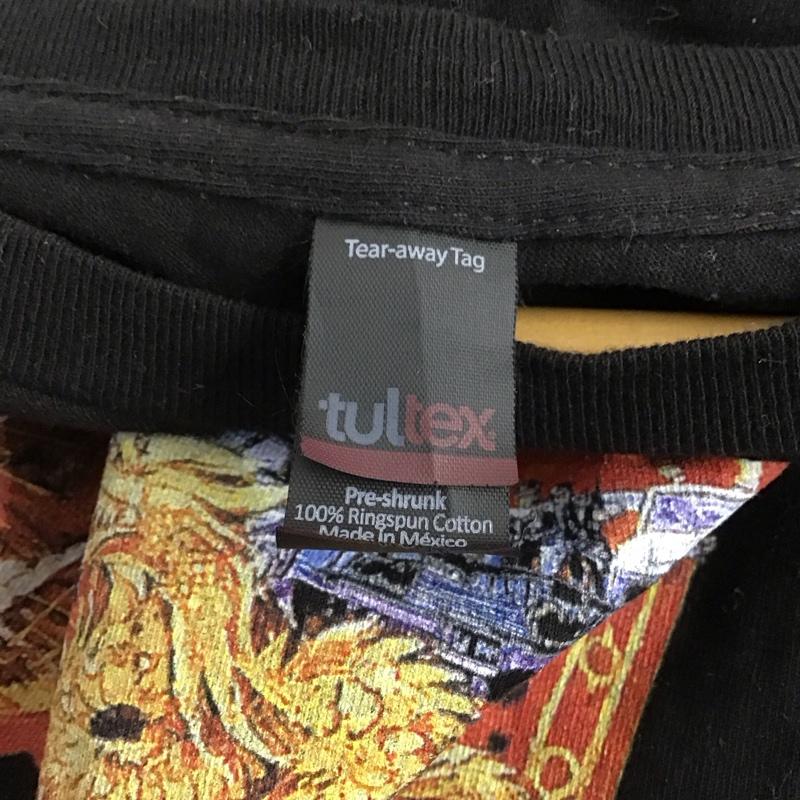 Tear-away Tag
tultex
Pre-shrunk
100% Ringspun Cotton
Made In México